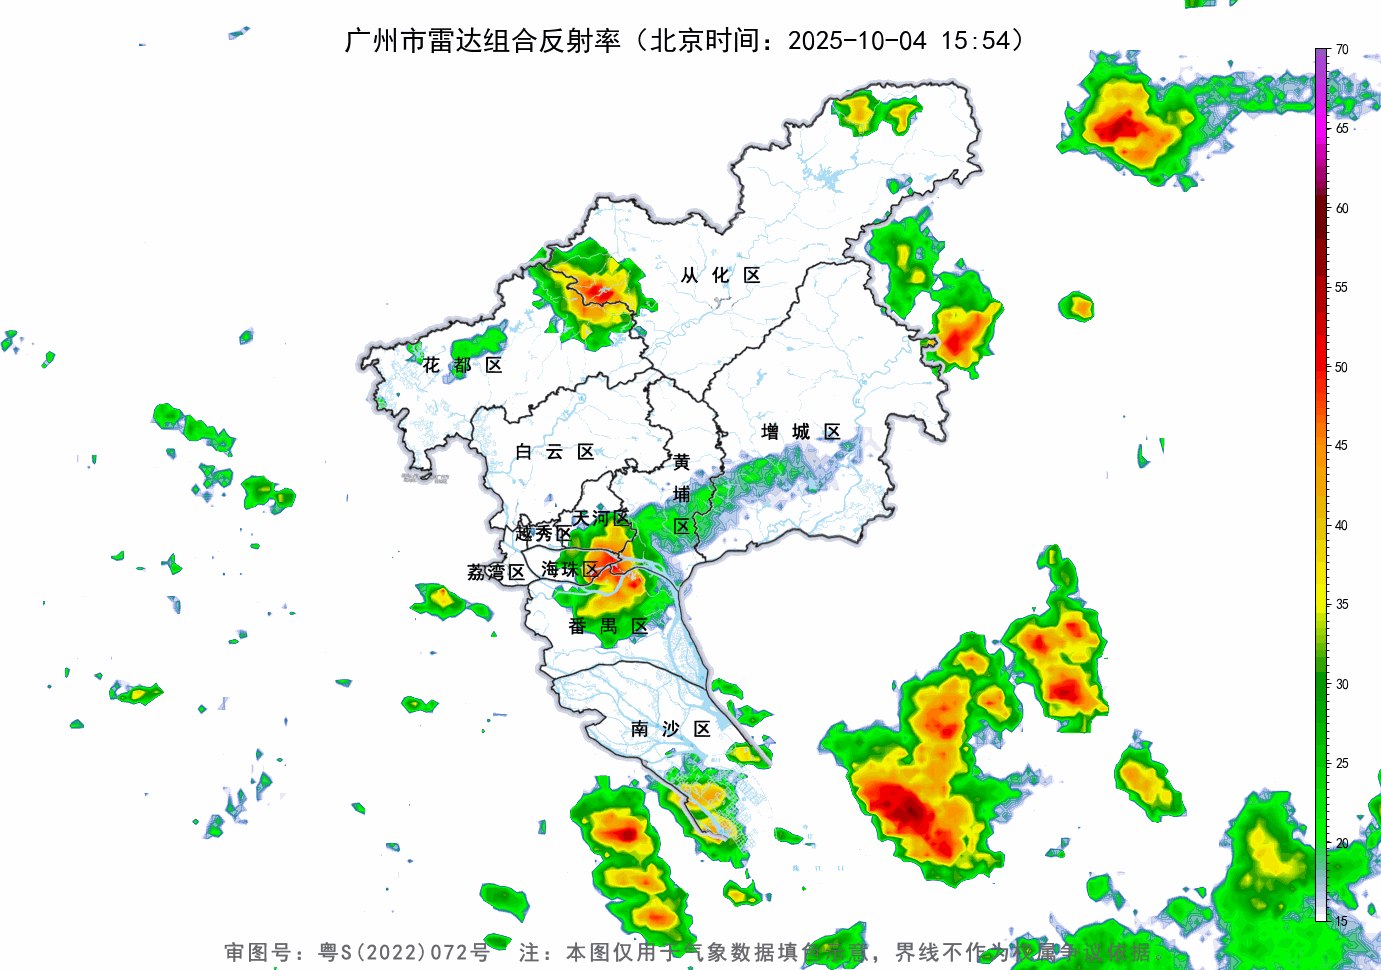 广州市雷达组合反射率（北京时间：2025-10-04 15:54）
70
65
60
55
50
45
40
35
30
25
20
15
从化区
花都区
增城区
白云区
黄埔区
天河区
越秀区
海珠区
荔湾区
番禺区
南沙区
审图号：粤S(2022)072号 注：本图仅用于气象数据填色示意，界线不作为权属争议依据。